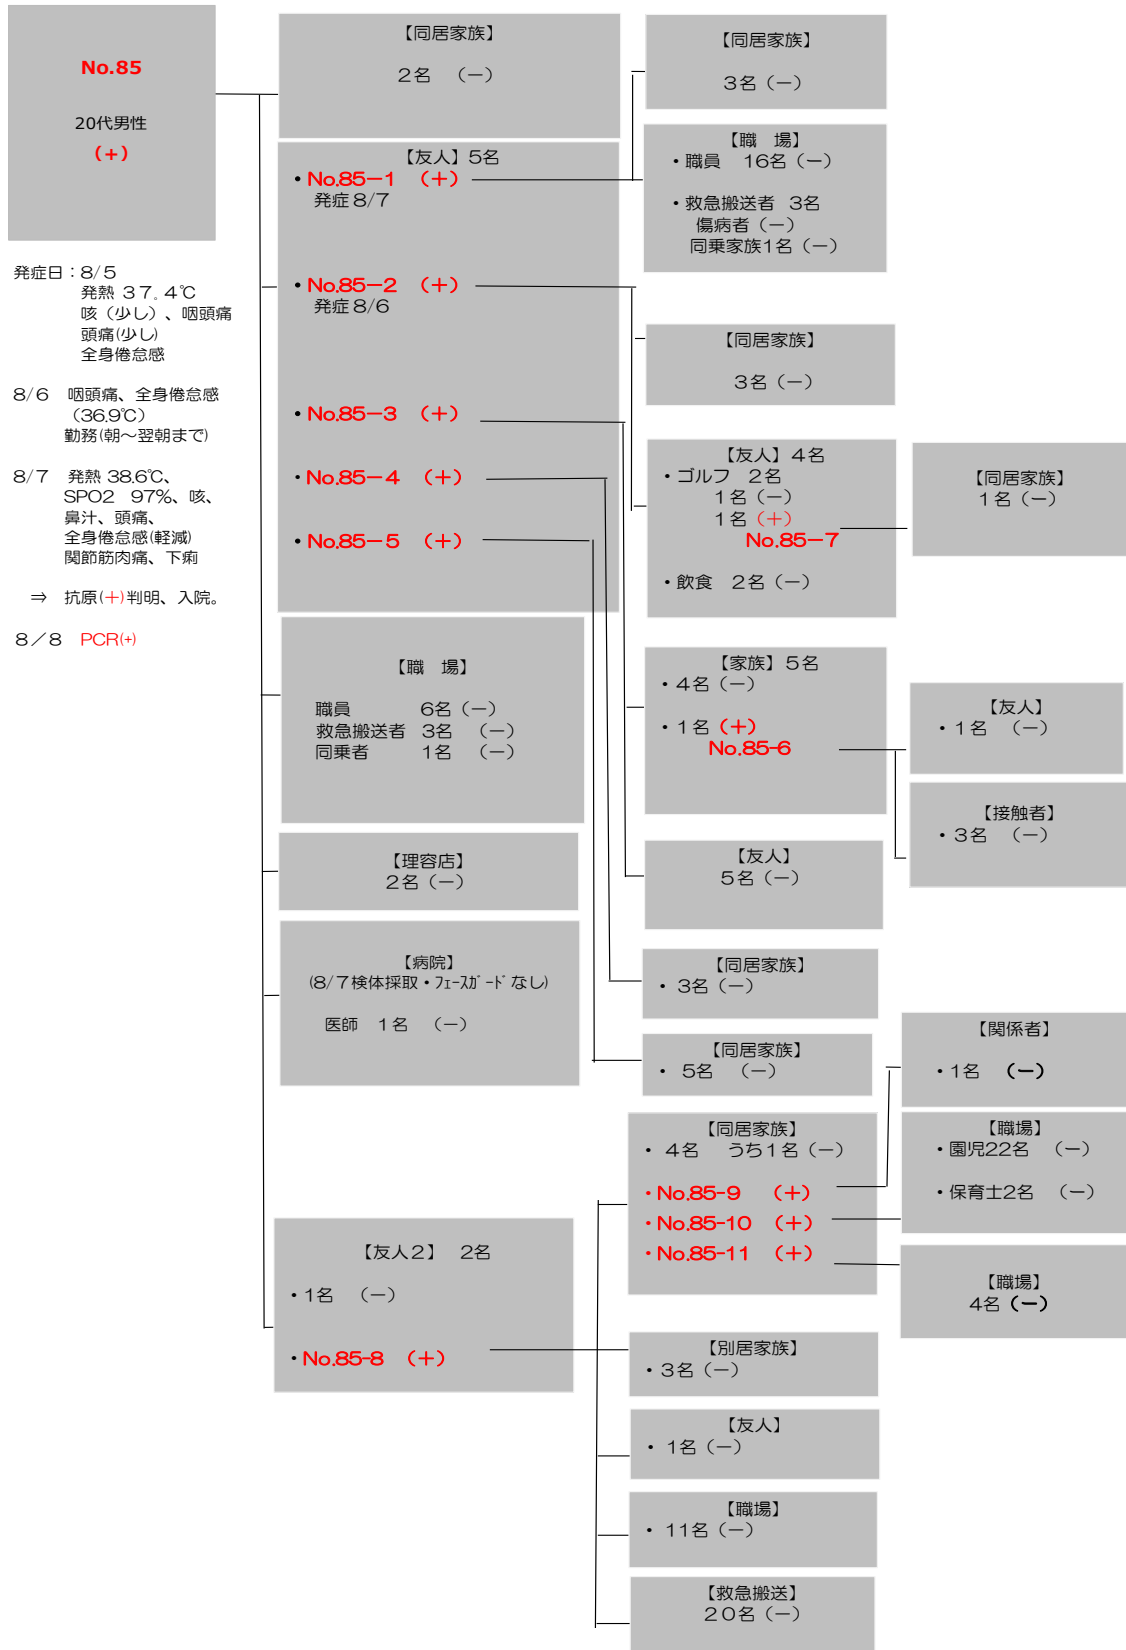 No.85
20代男性
(+)
発症日：8/5
発熱 37.4℃
咳（少し）、咽頭痛
頭痛(少し)
全身倦怠感
8/6 咽頭痛、全身倦怠感
（36.9℃）
勤務(朝～翌朝まで)
8/7 発熱 38.6℃、
SPO2 97%、咳、
鼻汁、頭痛、
全身倦怠感(軽減)
関節筋肉痛、下痢
⇒ 抗原(+)判明、入院。
8／8 PCR(+)
【同居家族】
2名 （－）
【友人】5名
・No.85－1 （＋）
発症8/7
・No.85－2 （＋）
発症8/6
・No.85－3 （＋）
・No.85－4 （＋）
・No.85－5 （＋）
【職 場】
職員 6名（－）
救急搬送者 3名 （－）
同乗者 1名 （－）
【理容店】
2名（－）
【病院】
(8/7検体採取・フェースガードなし)
医師 1名 （－）
【友人2】 2名
・1名 （－）
・No.85-8 （＋）
【同居家族】
3名（－）
【職 場】
・職員 16名（－）
・救急搬送者 3名
傷病者（－）
同乗家族1名（－）
【同居家族】
3名（－）
【友人】4名
・ゴルフ 2名
1名（－）
1名（＋）
No.85－7
・飲食 2名（－）
【同居家族】
1名（－）
【家族】5名
・4名（－）
・1名（＋）
No.85-6
【友人】
・1名 （－）
【接触者】
・3名 （－）
【友人】
5名（－）
【同居家族】
・3名（－）
【同居家族】
・ 5名 （－）
【同居家族】
・ 4名 うち1名（－）
・No.85-9 （＋）
・No.85-10 （＋）
・No.85-11 （＋）
【関係者】
・1名 （－）
【職場】
・園児22名 （－）
・保育士2名 （－）
【職場】
4名（－）
【別居家族】
・3名（－）
【友人】
・ 1名（－）
【職場】
・ 11名（－）
【救急搬送】
20名（－）